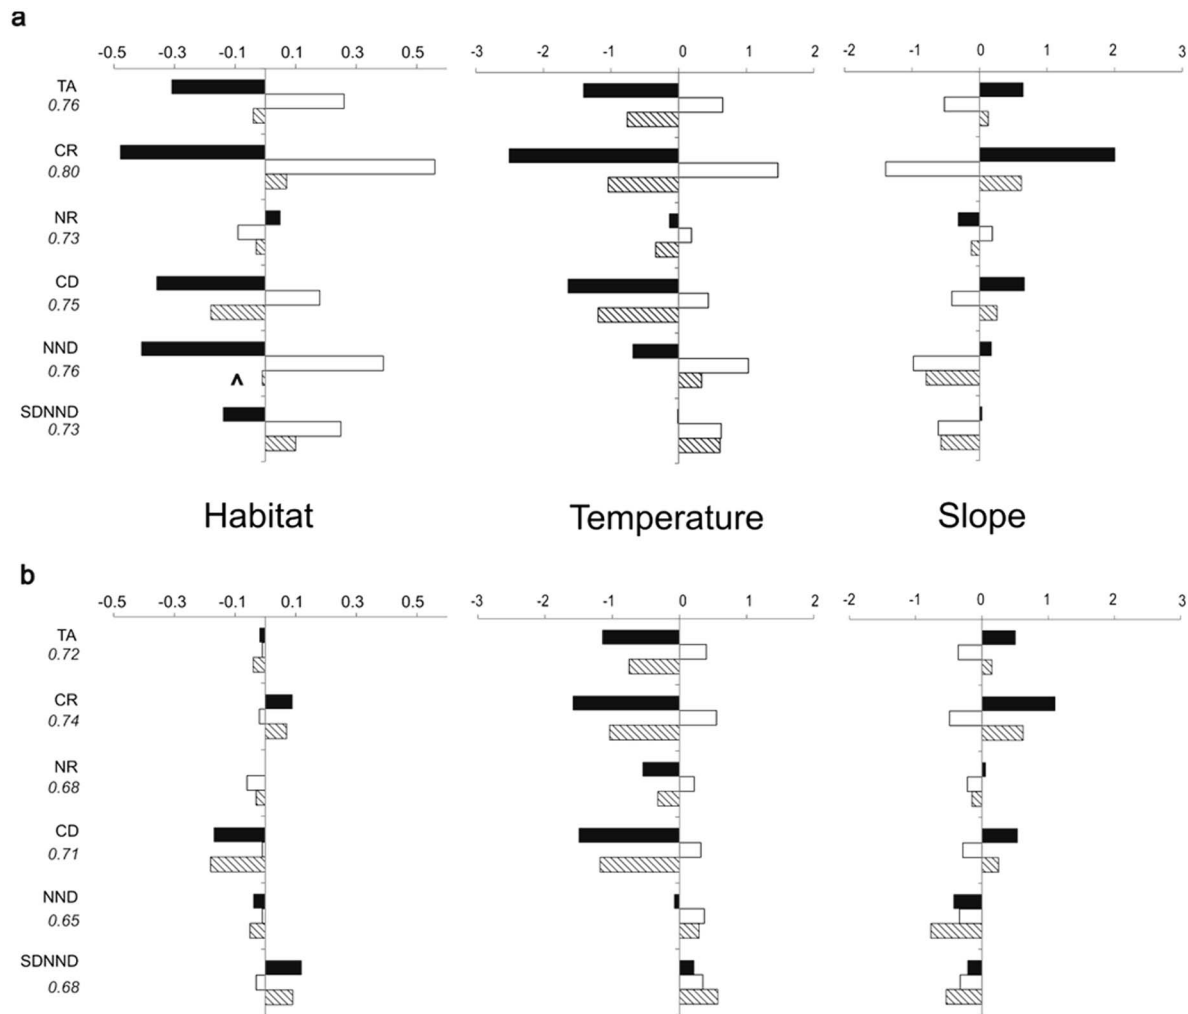 a
-0.5 -0.3 -0.1 0.1 0.3 0.5
-3 -2 -1 0 1 2
-2 -1 0 1 2 3
TA
0.76
CR
0.80
NR
0.73
CD
0.75
NND
0.76
^
SDNND
0.73
Habitat Temperature Slope
b
-0.5 -0.3 -0.1 0.1 0.3 0.5
-3 -2 -1 0 1 2
-2 -1 0 1 2 3
TA
0.72
CR
0.74
NR
0.68
CD
0.71
NND
0.65
SDNND
0.68